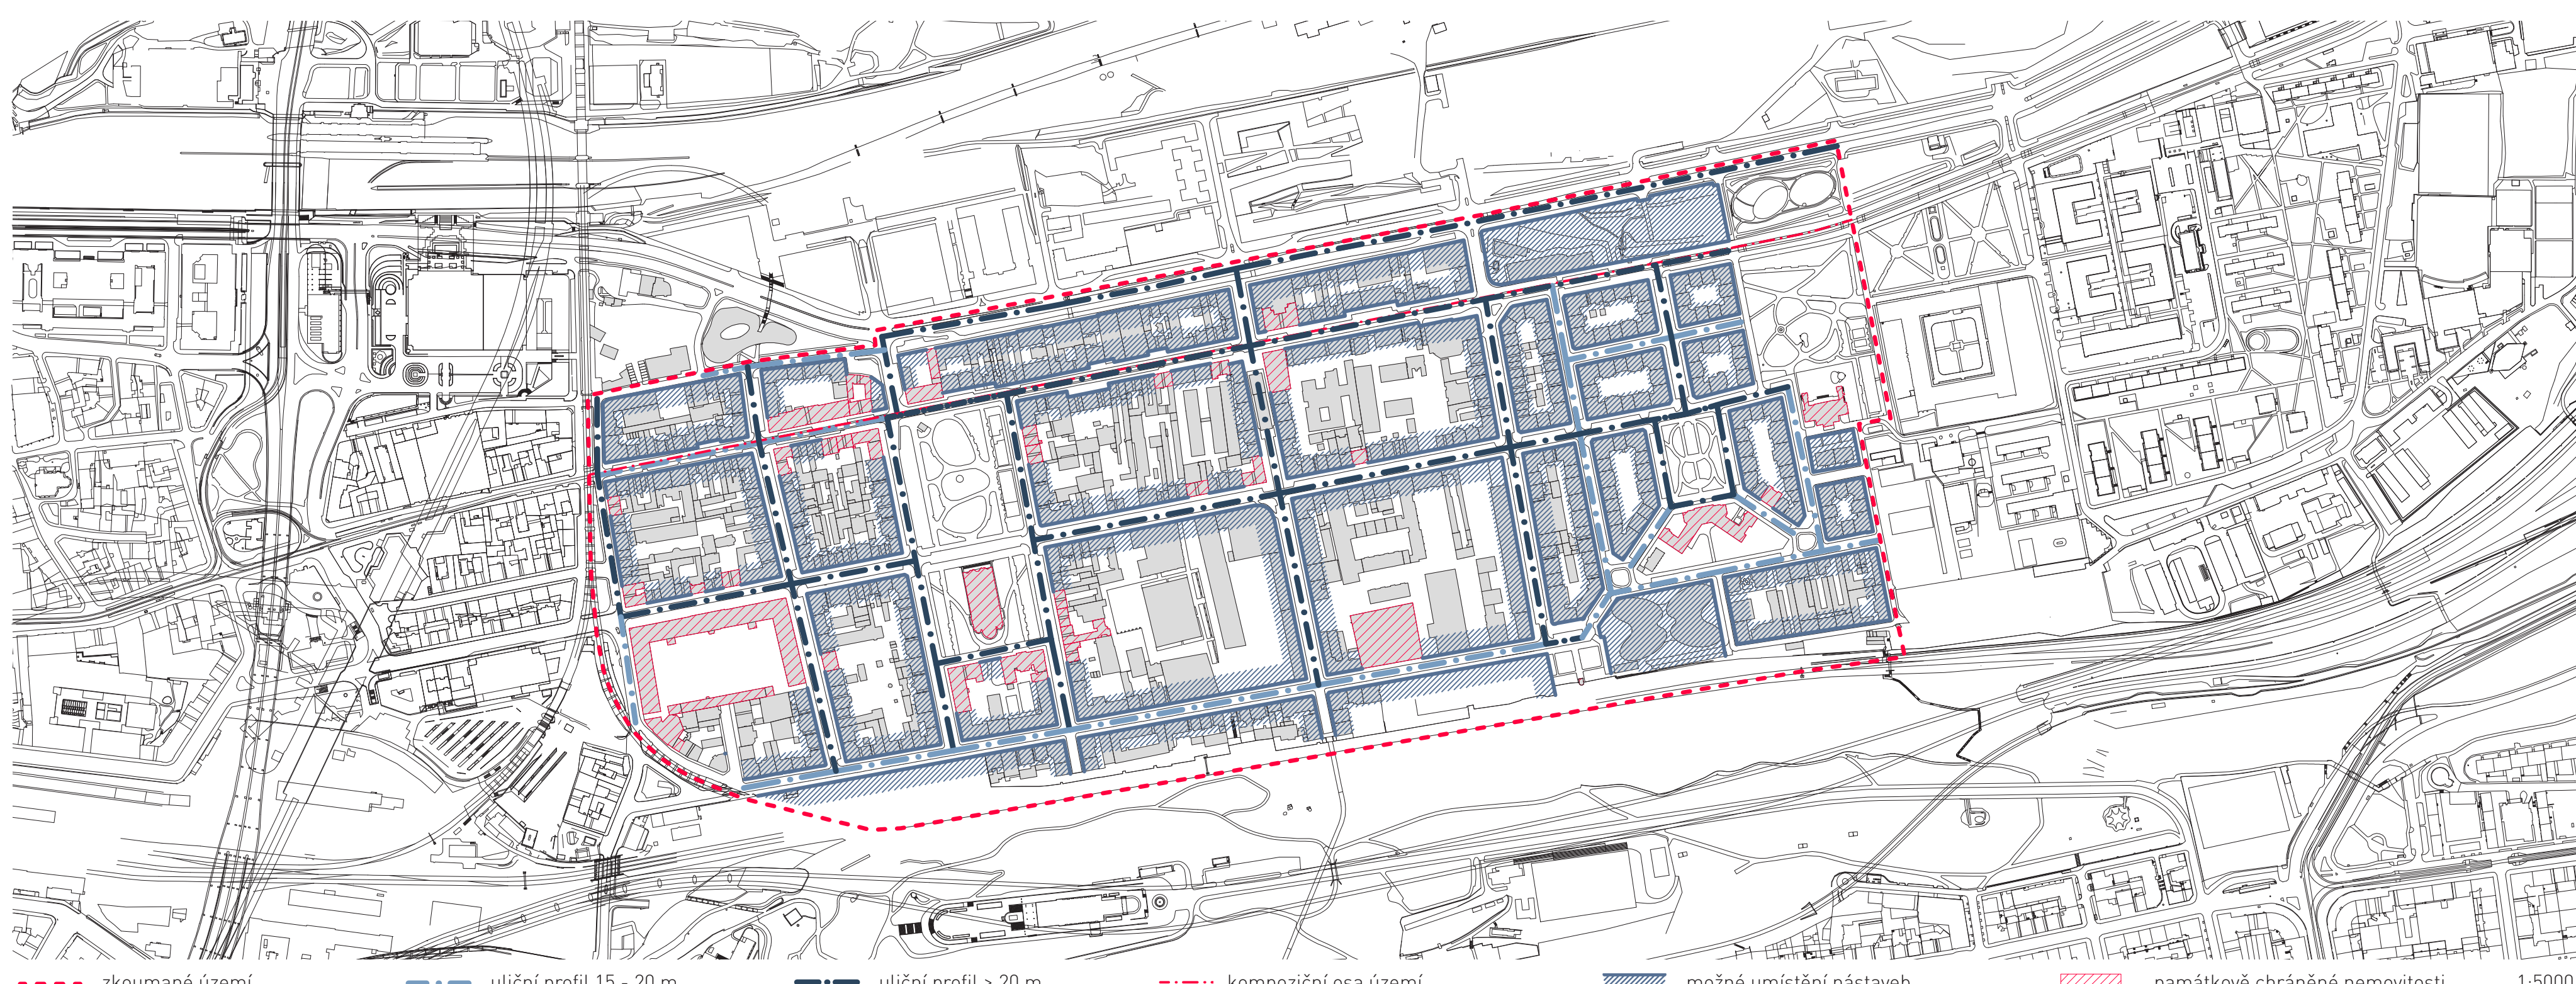 zkoumané území
uliční profil 15 - 20 m
uliční profil > 20 m
kompoziční osa území
možné umístění nástaveb
památkově chráněné nemovitosti
1:5000